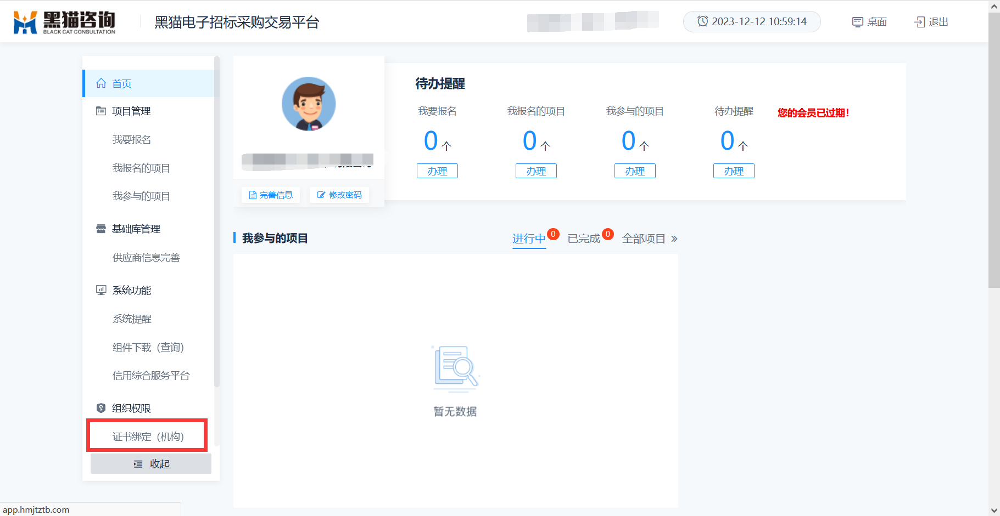 黑猫咨询
BLACK CAT CONSULTATION
黑猫电子招标采购交易平台
2023-12-12 10:59:14
桌面
退出
首页
项目管理
我要报名
我报名的项目
我参与的项目
基础库管理
供应商信息完善
系统功能
系统提醒
组件下载（查询）
信用综合服务平台
组织权限
证书绑定（机构）
收起
完善信息
修改密码
待办提醒
我要报名
我报名的项目
我参与的项目
待办提醒
您的会员已过期！
0个
0个
0个
0个
办理
办理
办理
办理
我参与的项目
进行中 0
已完成 0
全部项目 »
暂无数据
app.hmjtztb.com